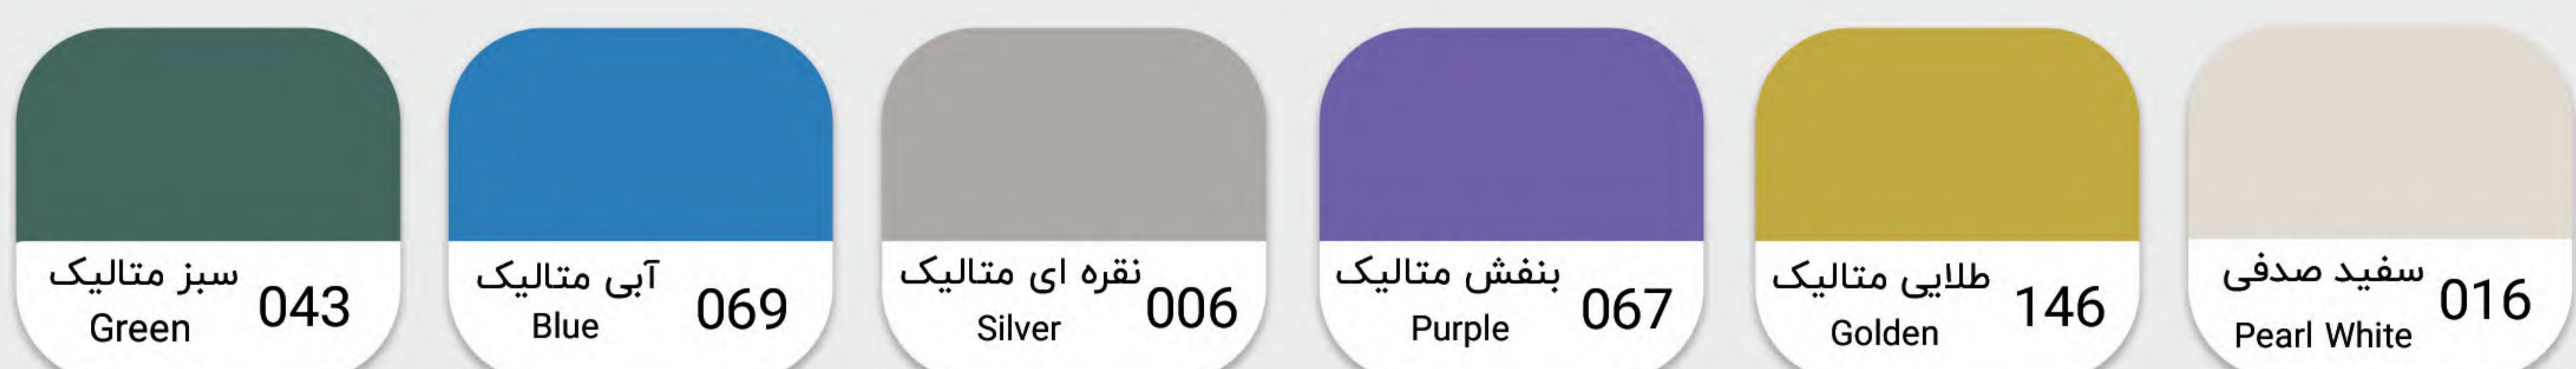 سبز متالیک
043
Green
آبی متالیک
069
Blue
نقره ای متالیک
006
Silver
بنفش متالیک
067
Purple
طلایی متالیک
146
Golden
سفید صدفی
016
Pearl White